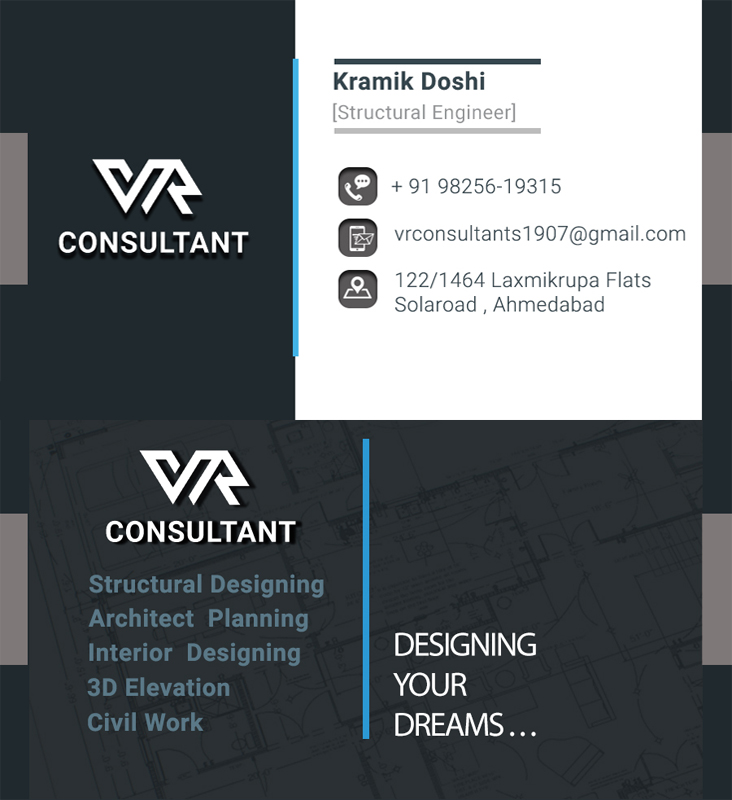 VR
CONSULTANT
Kramik Doshi
[Structural Engineer]
+ 91 98256-19315
vrconsultants1907@gmail.com
122/1464 Laxmikrupa Flats
Solaroad , Ahmedabad
VR
CONSULTANT
Structural Designing
Architect Planning
Interior Designing
3D Elevation
Civil Work
DESIGNING
YOUR
DREAMS...